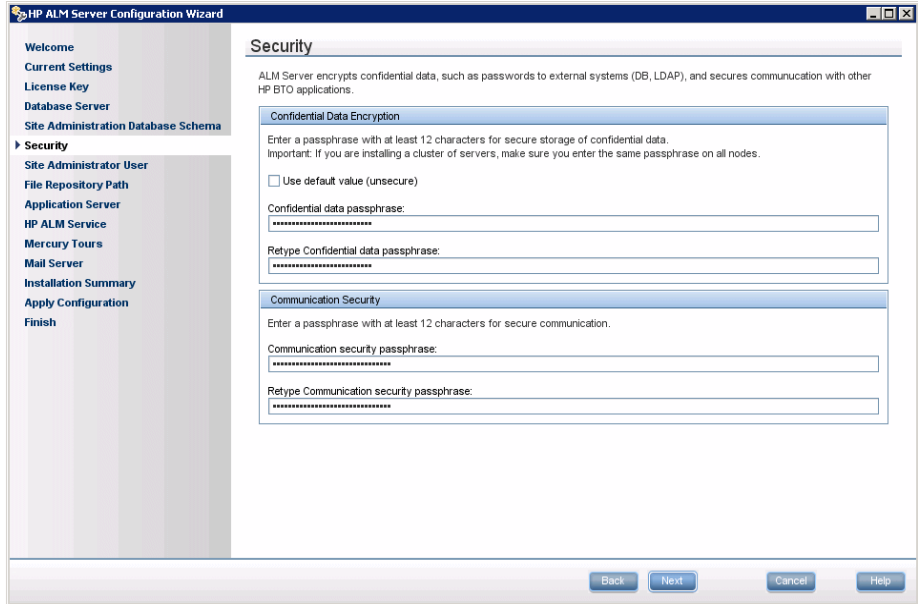 HP ALM Server Configuration Wizard
Welcome
Current Settings
License Key
Database Server
Site Administration Database Schema
Security
Site Administrator User
File Repository Path
Application Server
HP ALM Service
Mercury Tours
Mail Server
Installation Summary
Apply Configuration
Finish
Security
ALM Server encrypts confidential data, such as passwords to external systems (DB, LDAP), and secures communucation with other
HP BTO applications.
Confidential Data Encryption
Enter a passphrase with at least 12 characters for secure storage of confidential data.
Important: If you are installing a cluster of servers, make sure you enter the same passphrase on all nodes.
Use default value (unsecure)
Confidential data passphrase:
Retype Confidential data passphrase:
Communication Security
Enter a passphrase with at least 12 characters for secure communication.
Communication security passphrase:
Retype Communication security passphrase:
Back Next Cancel Help